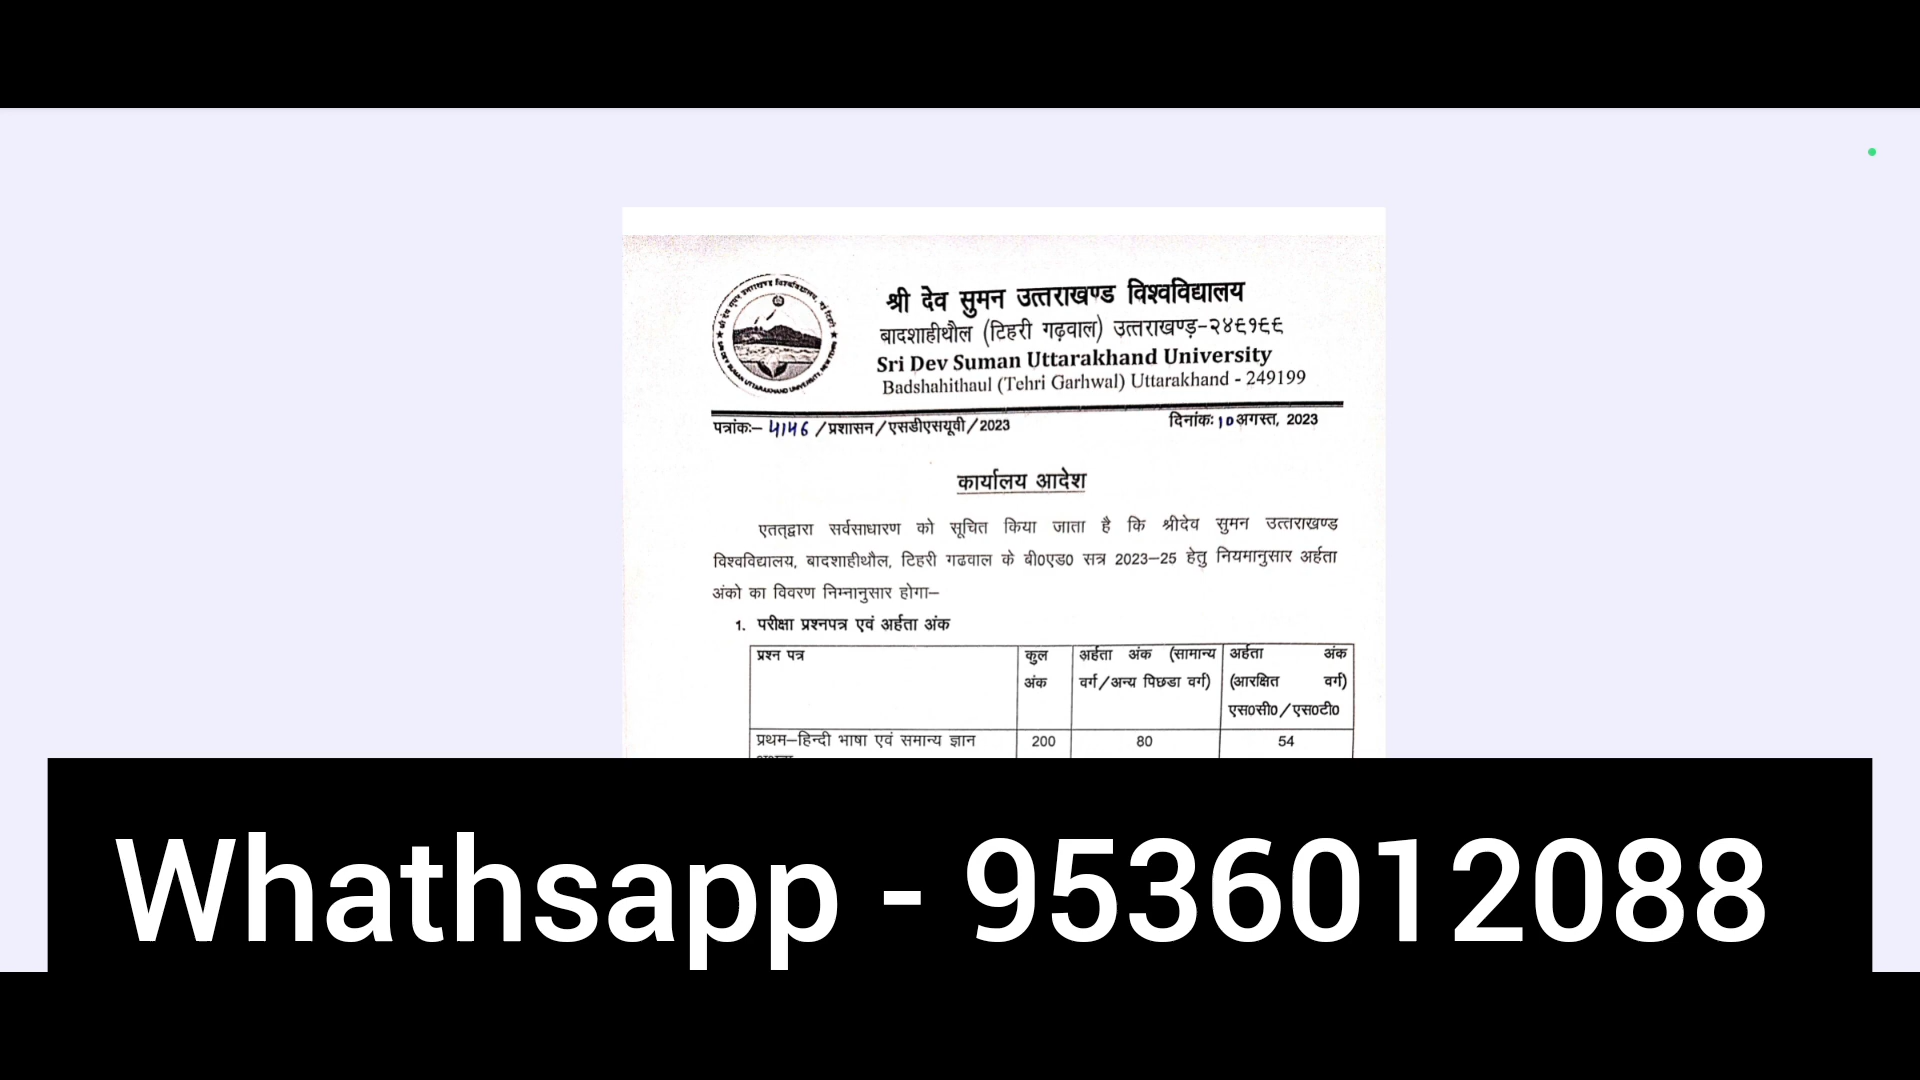 श्री देव सुमन उत्तराखण्ड विश्वविद्यालय
बादशाहीथौल (टिहरी गढ़वाल) उत्तराखण्ड़-२४९१९९
Sri Dev Suman Uttarakhand University
Badshahithaul (Tehri Garhwal) Uttarakhand - 249199
पत्रांकः– 4146 /प्रशासन/एसडीएसयूवी/2023 दिनांकः 10 अगस्त, 2023
कार्यालय आदेश
एतत्द्वारा सर्वसाधारण को सूचित किया जाता है कि श्रीदेव सुमन उत्तराखण्ड
विश्वविद्यालय, बादशाहीथौल, टिहरी गढवाल के बी0एड0 सत्र 2023–25 हेतु नियमानुसार अर्हता
अंको का विवरण निम्नानुसार होगा–
1. परीक्षा प्रश्नपत्र एवं अर्हता अंक
प्रश्न पत्र कुल अर्हता अंक (सामान्य अर्हता अंक
अंक वर्ग/अन्य पिछडा वर्ग) (आरक्षित वर्ग)
एस0सी0/एस0टी0
प्रथम–हिन्दी भाषा एवं समान्य ज्ञान 200 80 54
Whathsapp - 9536012088